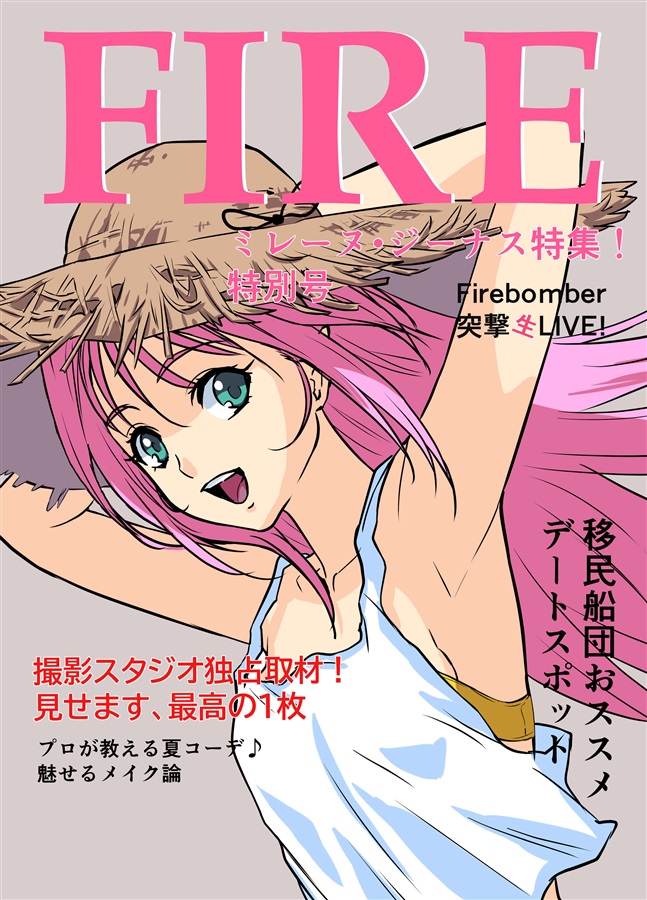 FIRE
ミレーヌ・ジーナス特集！
特別号
Firebomber
突撃生LIVE!
移民船団おススメ
デートスポット
撮影スタジオ独占取材！
見せます、最高の1枚
プロが教える夏コーデ♪
魅せるメイク論